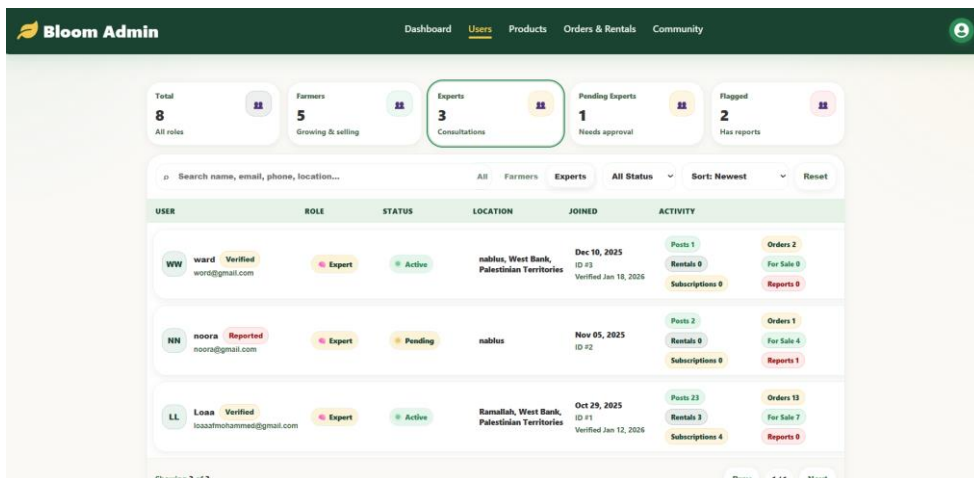 Bloom Admin
Dashboard Users Products Orders & Rentals Community
Total
8
All roles
Farmers
5
Growing & selling
Experts
3
Consultations
Pending Experts
1
Needs approval
Flagged
2
Has reports
Search name, email, phone, location... All Farmers Experts All Status Sort: Newest Reset
USER ROLE STATUS LOCATION JOINED ACTIVITY
WW ward Verified
word@gmail.com
Expert
Active
nablus, West Bank,
Palestinian Territories
Dec 10, 2025
ID #3
Verified Jan 18, 2026
Posts 1 Orders 2
Rentals 0 For Sale 0
Subscriptions 0 Reports 0
NN noora Reported
noora@gmail.com
Expert
Pending
nablus
Nov 05, 2025
ID #2
Posts 2 Orders 1
Rentals 0 For Sale 4
Subscriptions 0 Reports 1
LL Loaa Verified
loaaafmohammed@gmail.com
Expert
Active
Ramallah, West Bank,
Palestinian Territories
Oct 29, 2025
ID #1
Verified Jan 12, 2026
Posts 23 Orders 13
Rentals 3 For Sale 7
Subscriptions 4 Reports 0